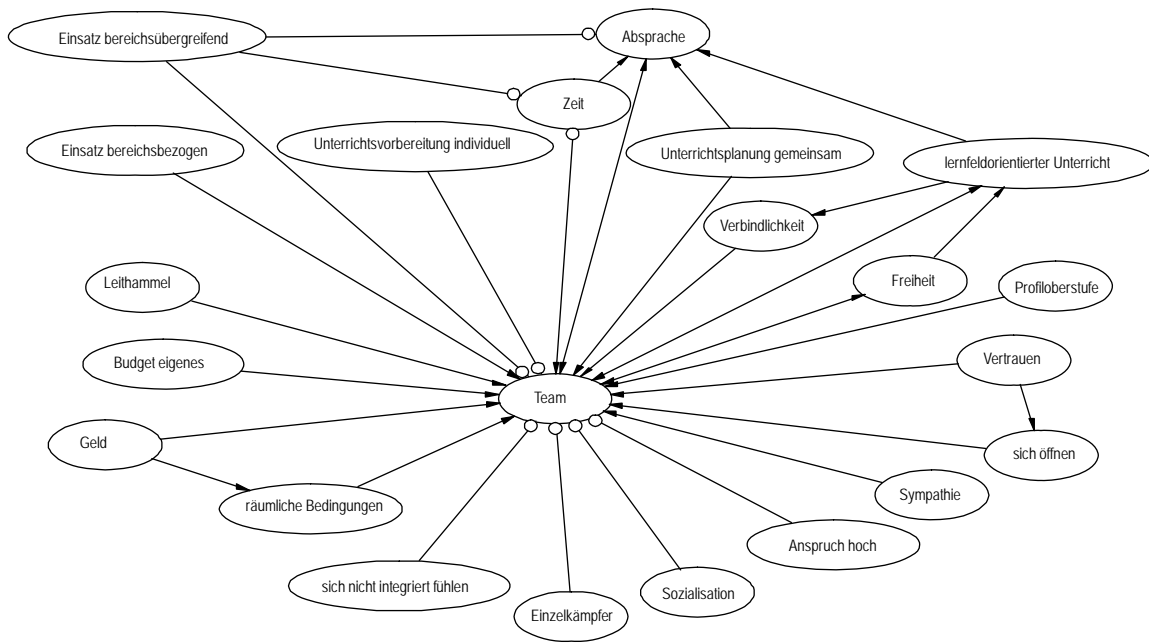 Einsatz bereichsübergreifend
Absprache
Zeit
Einsatz bereichsbezogen
Unterrichtsvorbereitung individuell
Unterrichtsplanung gemeinsam
lernfeldorientierter Unterricht
Verbindlichkeit
Leithammel
Freiheit
Profiloberstufe
Budget eigenes
Vertrauen
Team
Geld
sich öffnen
räumliche Bedingungen
Sympathie
Anspruch hoch
sich nicht integriert fühlen
Sozialisation
Einzelkämpfer